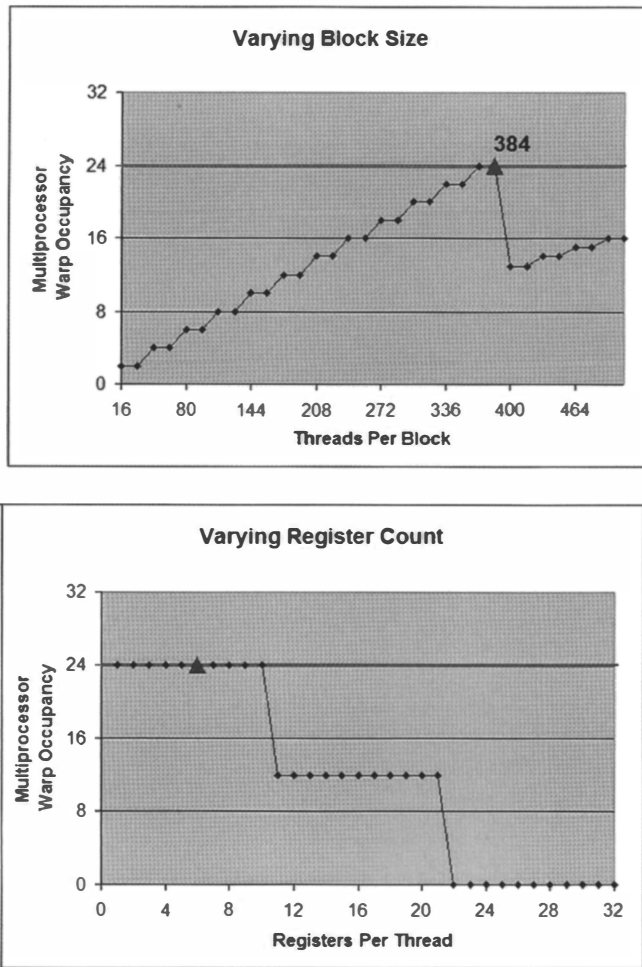 Varying Block Size
32
24
16
8
0
Multiprocessor
Warp Occupancy
384
16 80 144 208 272 336 400 464
Threads Per Block
Varying Register Count
32
24
16
8
0
Multiprocessor
Warp Occupancy
0 4 8 12 16 20 24 28 32
Registers Per Thread